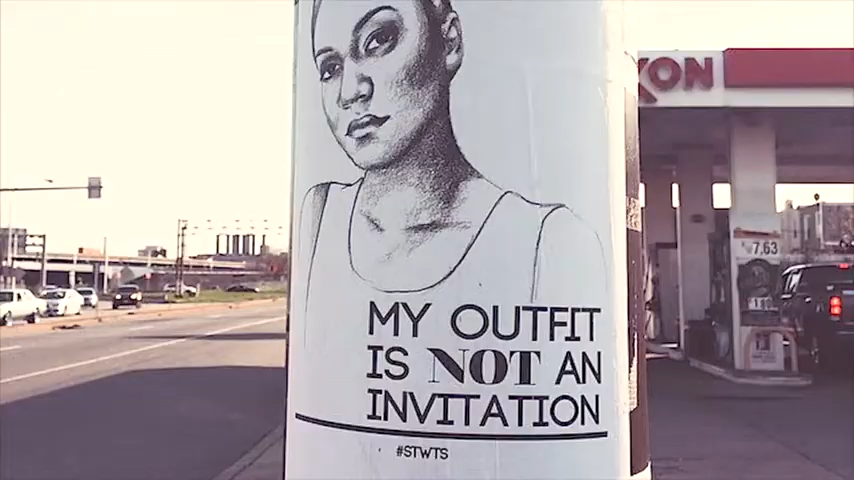 MY OUTFIT
IS NOT AN
INVITATION
#STWTS
XON
7.63